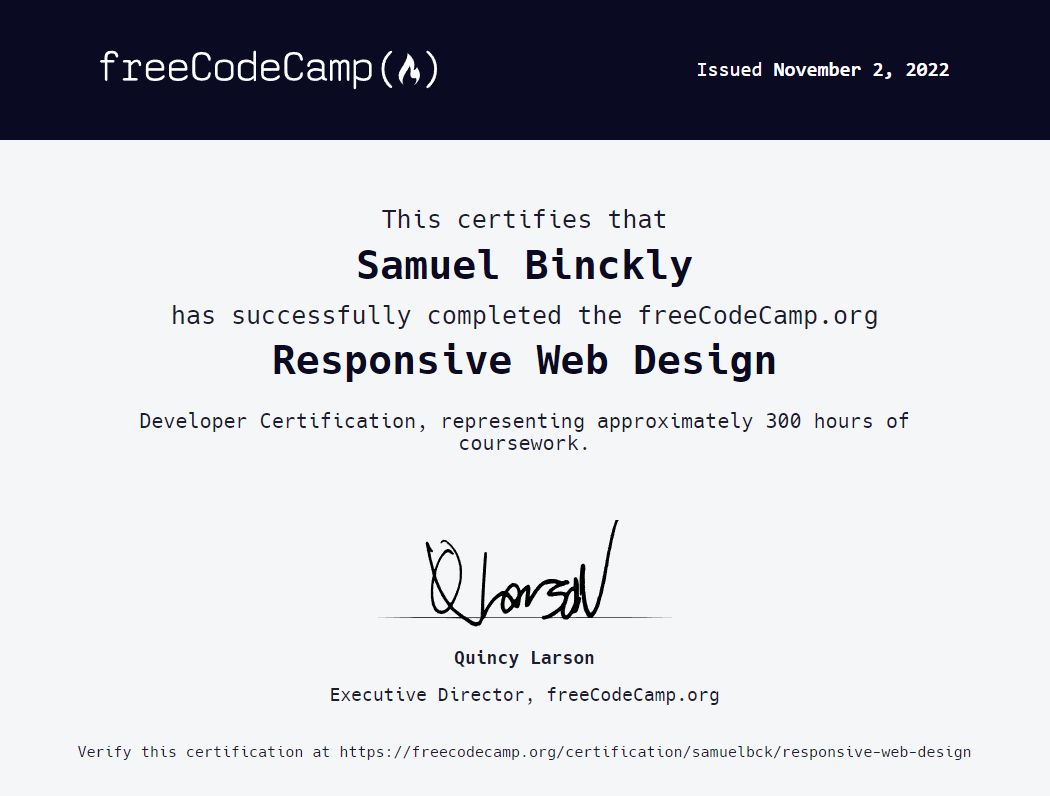 freeCodeCamp(🔥)
Issued November 2, 2022
This certifies that
Samuel Binckly
has successfully completed the freeCodeCamp.org
Responsive Web Design
Developer Certification, representing approximately 300 hours of
coursework.
Q Larson
Quincy Larson
Executive Director, freeCodeCamp.org
Verify this certification at https://freecodecamp.org/certification/samuelbck/responsive-web-design